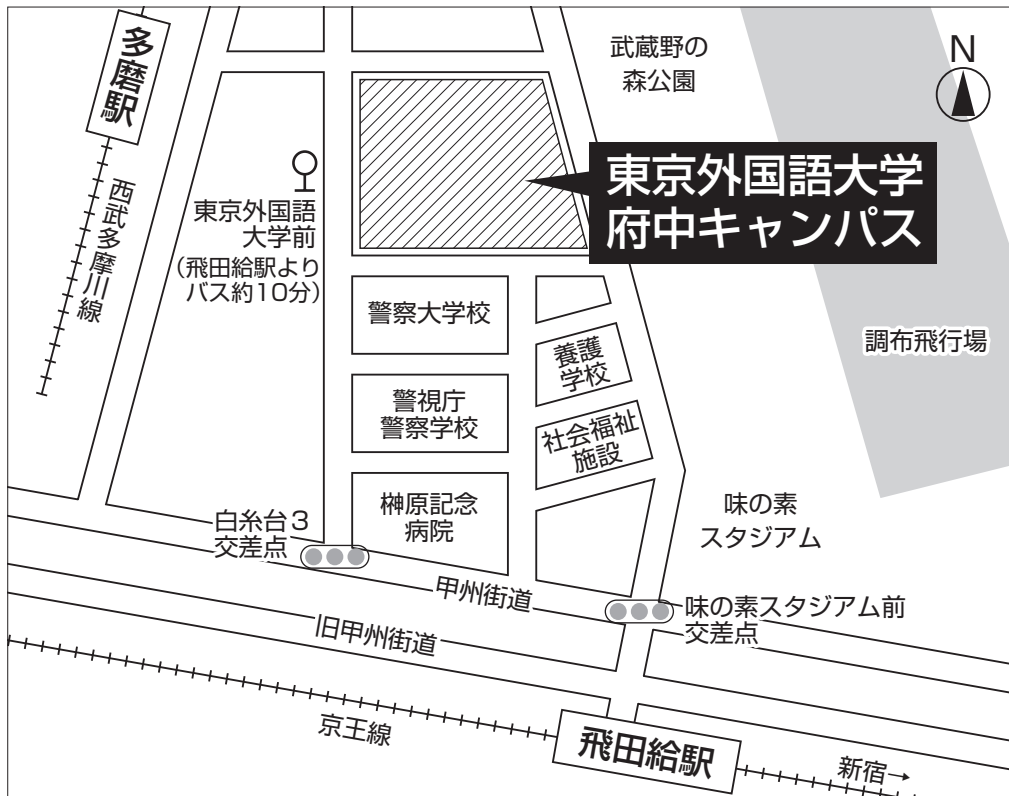 多磨駅
西武多摩川線
東京外国語
大学前
（飛田給駅より
バス約10分）
武蔵野の
森公園
N
東京外国語大学
府中キャンパス
調布飛行場
警察大学校
養護
学校
警視庁
警察学校
社会福祉
施設
榊原記念
病院
味の素
スタジアム
白糸台3
交差点
甲州街道
味の素スタジアム前
交差点
旧甲州街道
京王線
飛田給駅
新宿→